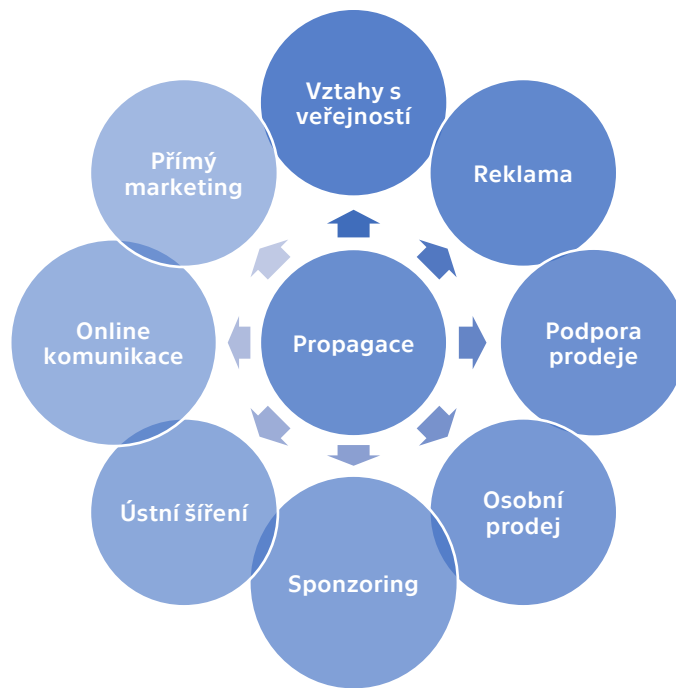 Vztahy s
veřejností
Reklama
Podpora
prodeje
Osobní
prodej
Sponzoring
Ústní šíření
Online
komunikace
Přímý
marketing
Propagace